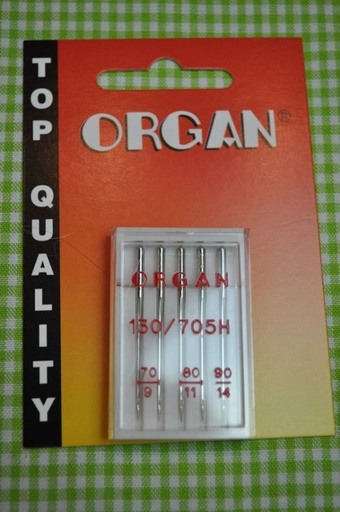 TOP QUALITY
ORGAN®
ORGAN
130/705H
70 80 90
9 11 14